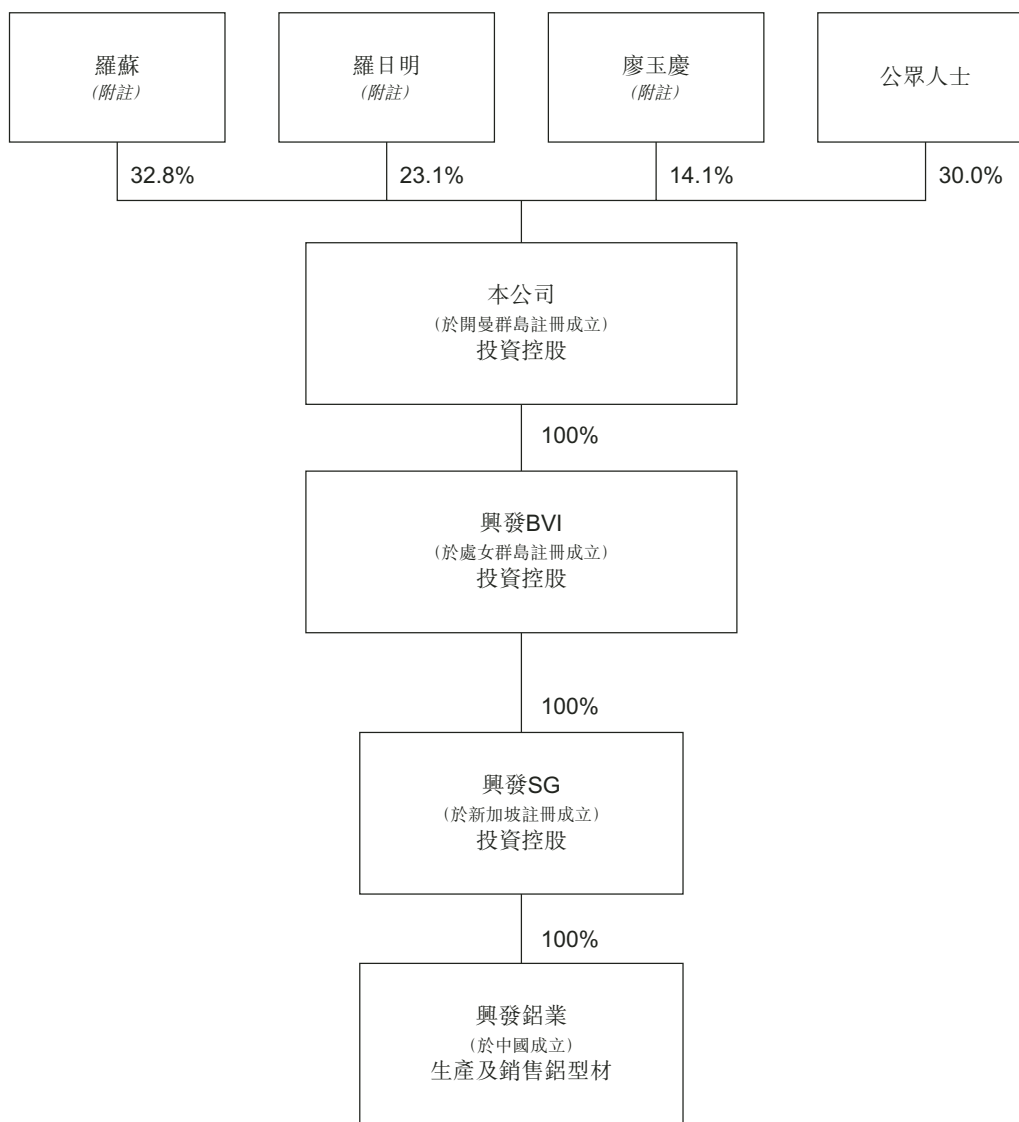 羅蘇
(附註)
羅日明
(附註)
廖玉慶
(附註)
公眾人士
32.8%
23.1%
14.1%
30.0%
本公司
(於開曼群島註冊成立)
投資控股
100%
興發BVI
(於處女群島註冊成立)
投資控股
100%
興發SG
(於新加坡註冊成立)
投資控股
100%
興發鋁業
(於中國成立)
生產及銷售鋁型材